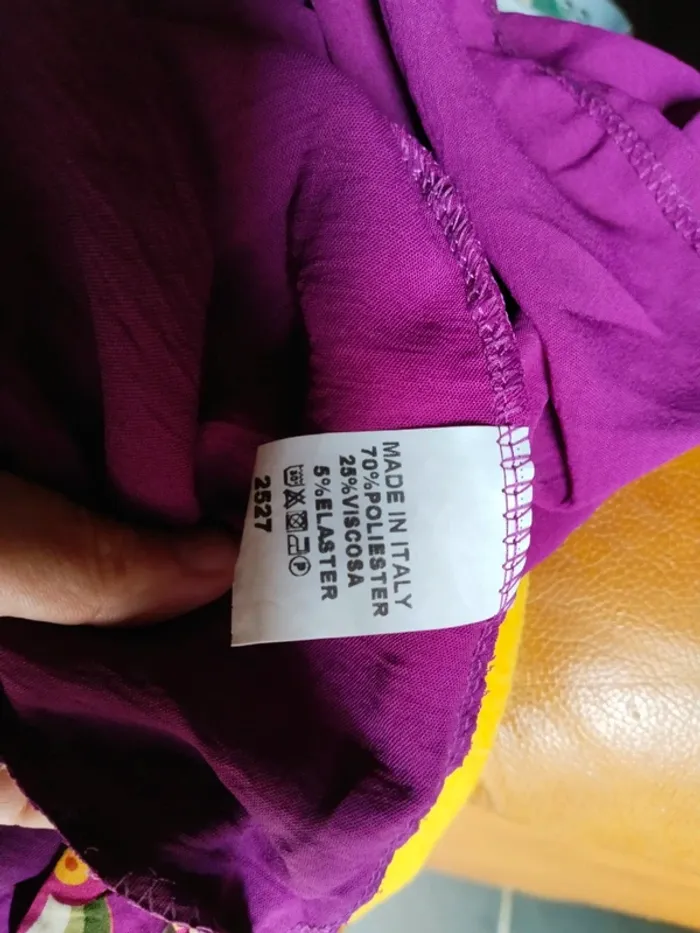 MADE IN ITALY
70%POLIESTER
25%VISCOSA
5%ELASTER
2527